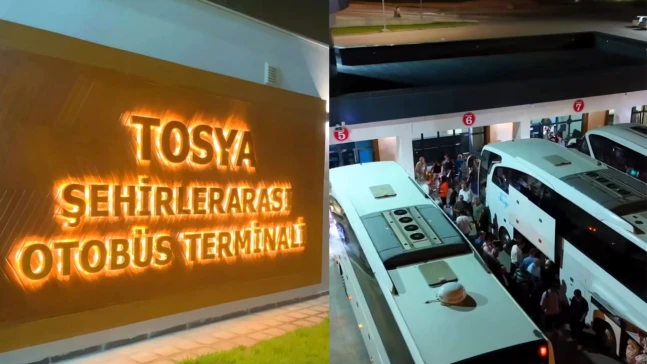 TOSYA
ŞEHİRLERARASI
OTOBÜS TERMİNALİ
5
6
7